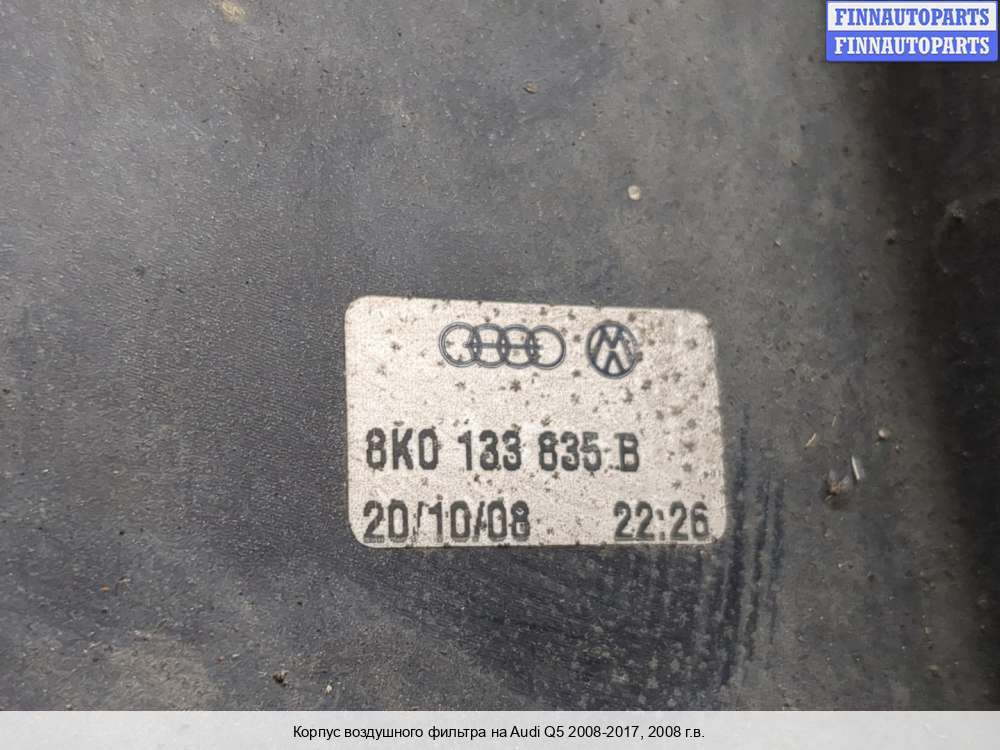 FINNAUTOPARTS
FINNAUTOPARTS
8K0 133 835 B
20/10/08 22:26
Корпус воздушного фильтра на Audi Q5 2008-2017, 2008 г.в.